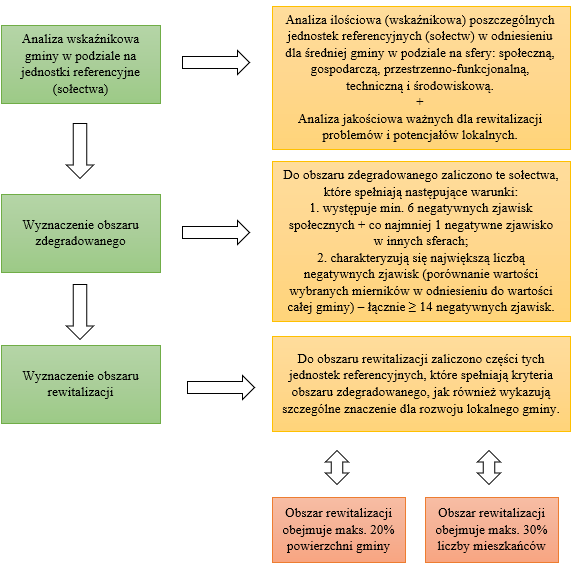 Analiza wskaźnikowa
gminy w podziale na
jednostki referencyjne
(sołectwa)
Analiza ilościowa (wskaźnikowa) poszczególnych
jednostek referencyjnych (sołectw) w odniesieniu
dla średniej gminy w podziale na sfery: społeczną,
gospodarczą, przestrzenno-funkcjonalną,
techniczną i środowiskową.
+
Analiza jakościowa ważnych dla rewitalizacji
problemów i potencjałów lokalnych.
Wyznaczenie obszaru
zdegradowanego
Do obszaru zdegradowanego zaliczono te sołectwa,
które spełniają następujące warunki:
1. występuje min. 6 negatywnych zjawisk
społecznych + co najmniej 1 negatywne zjawisko
w innych sferach;
2. charakteryzują się największą liczbą
negatywnych zjawisk (porównanie wartości
wybranych mierników w odniesieniu do wartości
całej gminy) – łącznie ≥ 14 negatywnych zjawisk.
Wyznaczenie obszaru
rewitalizacji
Do obszaru rewitalizacji zaliczono części tych
jednostek referencyjnych, które spełniają kryteria
obszaru zdegradowanego, jak również wykazują
szczególne znaczenie dla rozwoju lokalnego gminy.
Obszar rewitalizacji
obejmuje maks. 20%
powierzchni gminy
Obszar rewitalizacji
obejmuje maks. 30%
liczby mieszkańców